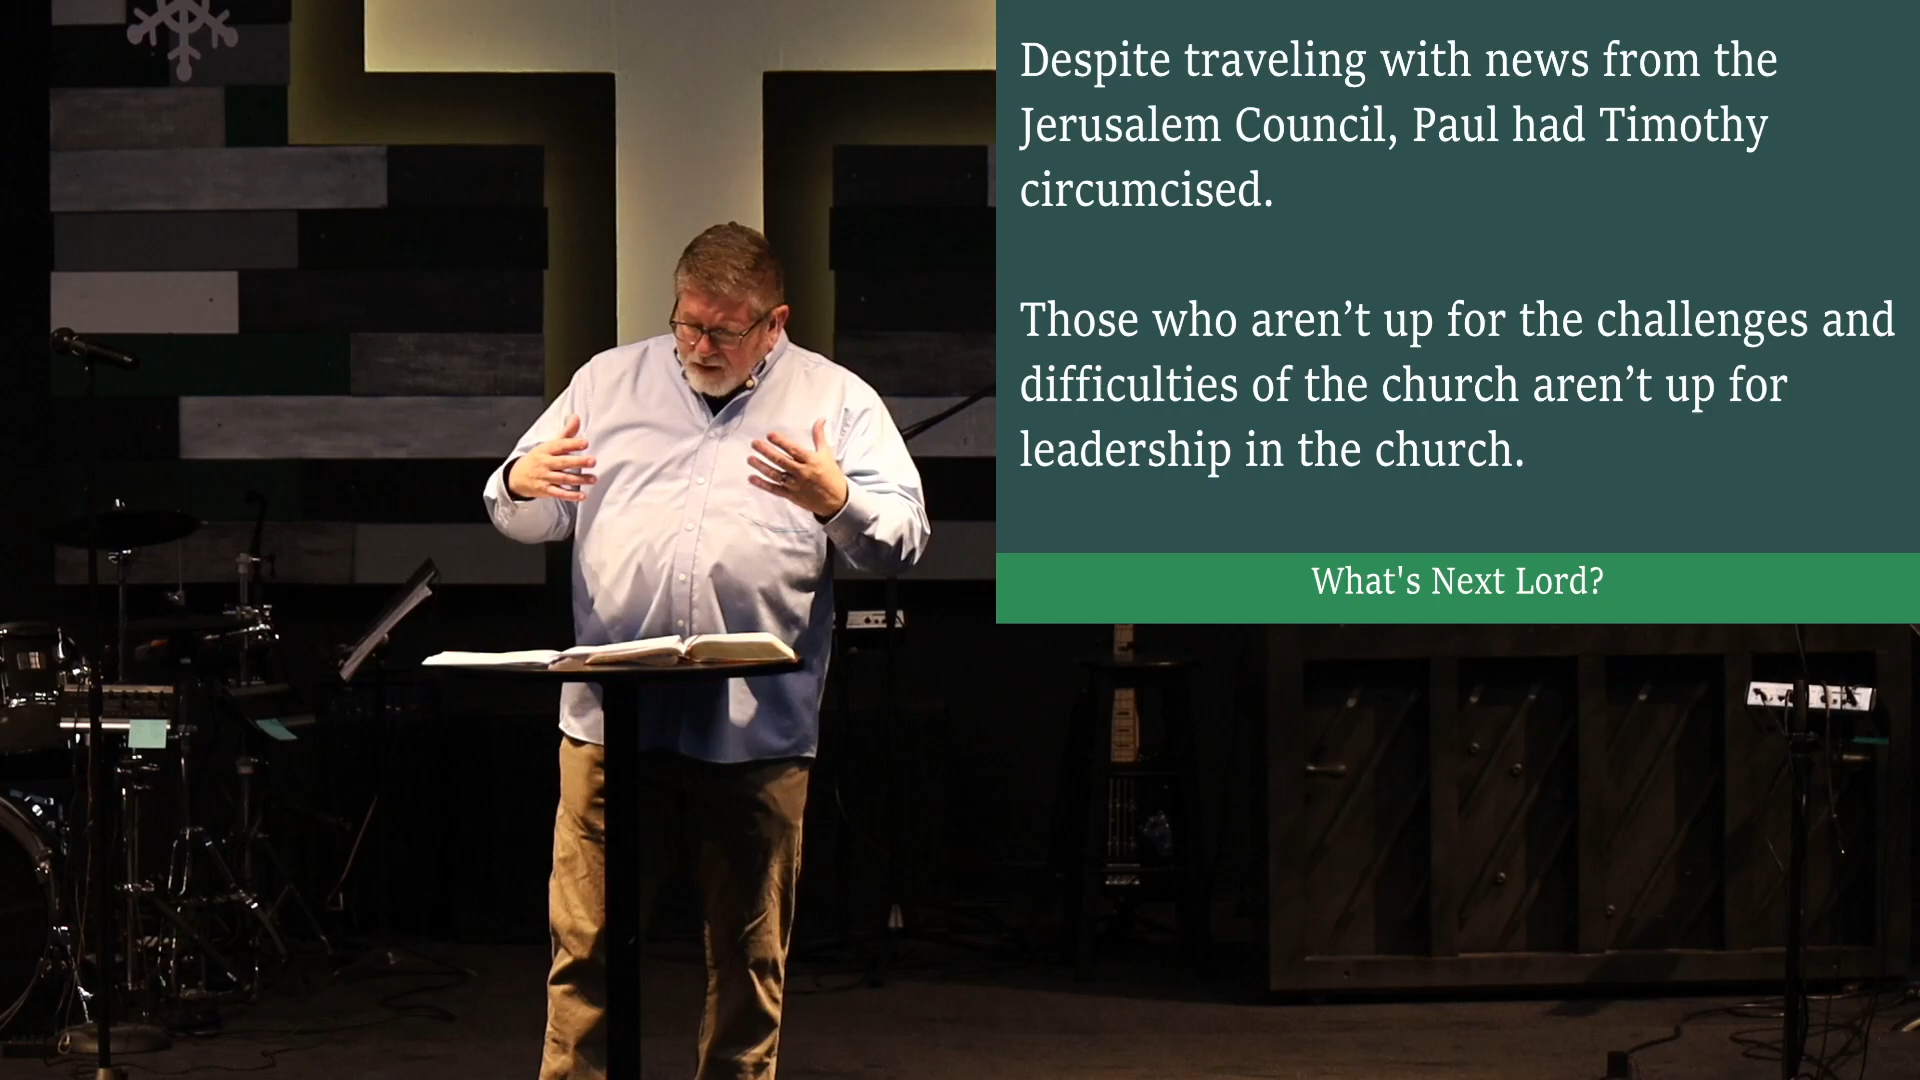 Despite traveling with news from the
Jerusalem Council, Paul had Timothy
circumcised.
Those who aren’t up for the challenges and
difficulties of the church aren’t up for
leadership in the church.
What's Next Lord?